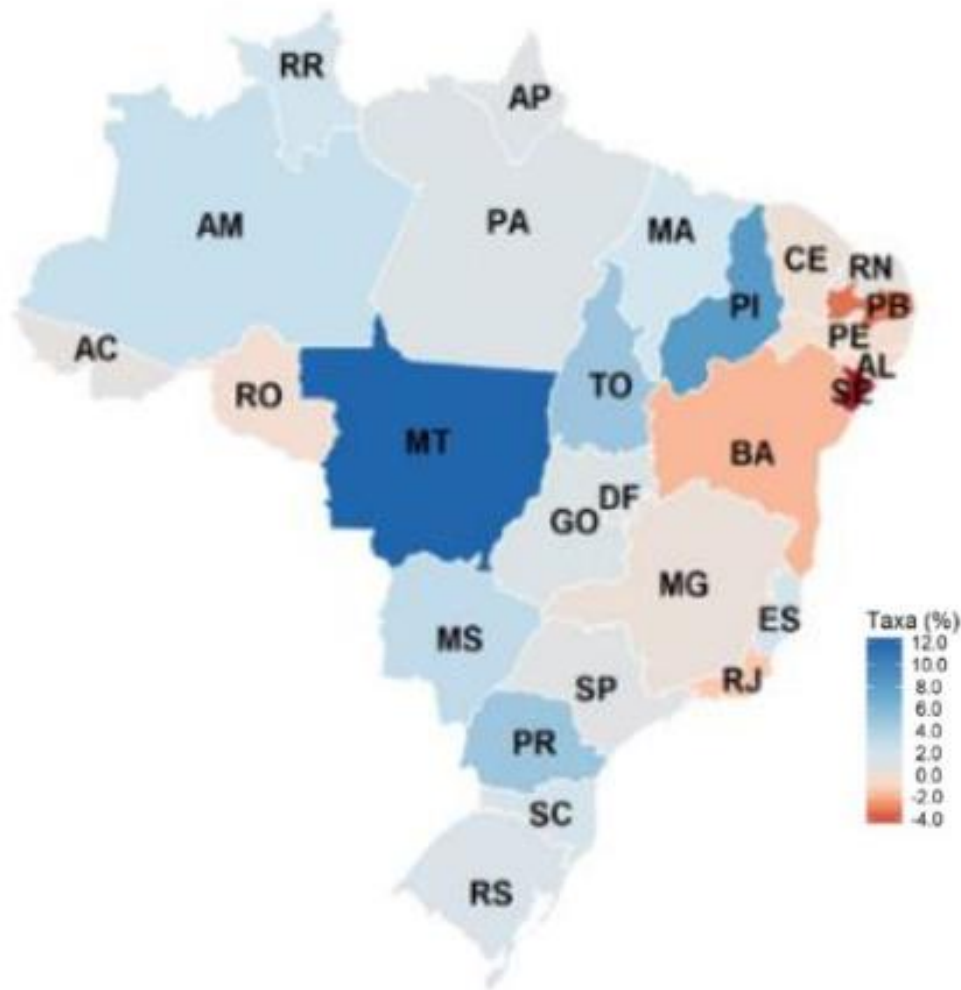 RR
AP
AM
PA
MA
CE
RN
PI
PB
PE
AC
AL
SE
TO
RO
MT
BA
DF
GO
MG
ES
MS
RJ
SP
PR
SC
RS
Taxa (%)
12.0
10.0
8.0
6.0
4.0
2.0
0.0
-2.0
-4.0